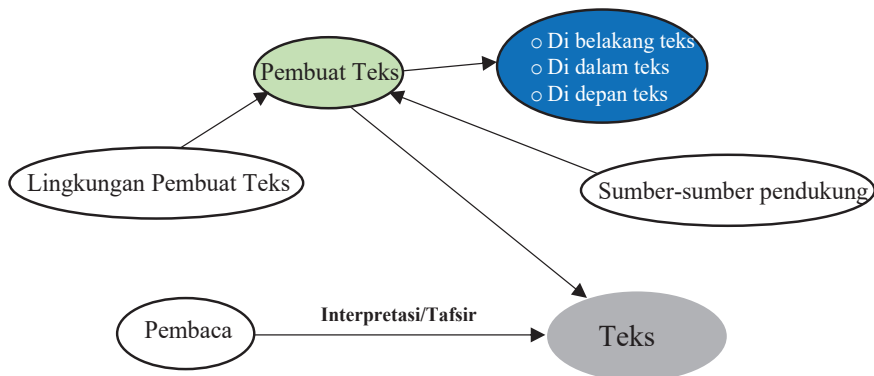 ○ Di belakang teks
○ Di dalam teks
○ Di depan teks
Pembuat Teks
Lingkungan Pembuat Teks
Sumber-sumber pendukung
Interpretasi/Tafsir
Pembaca
Teks